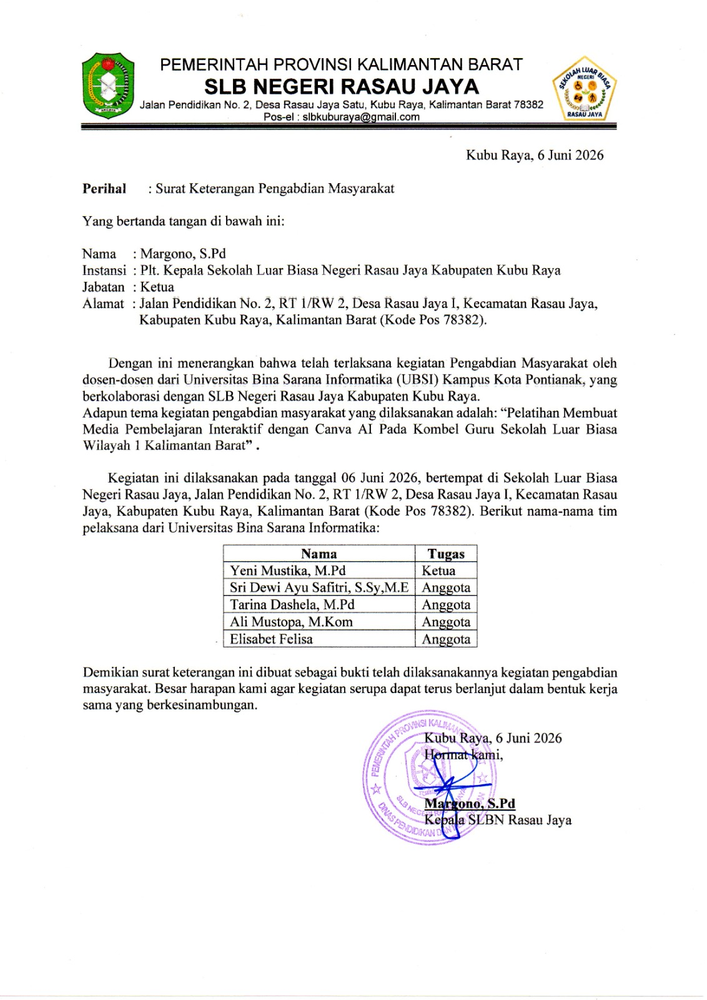 PEMERINTAH PROVINSI KALIMANTAN BARAT
SLB NEGERI RASAU JAYA
Jalan Pendidikan No. 2, Desa Rasau Jaya Satu, Kubu Raya, Kalimantan Barat 78382
Pos-el : slbkuburaya@gmail.com
SEKOLAH LUAR BIASA
NEGERI
RASAU JAYA
Kubu Raya, 6 Juni 2026
Perihal : Surat Keterangan Pengabdian Masyarakat
Yang bertanda tangan di bawah ini:
Nama : Margono, S.Pd
Instansi : Plt. Kepala Sekolah Luar Biasa Negeri Rasau Jaya Kabupaten Kubu Raya
Jabatan : Ketua
Alamat : Jalan Pendidikan No. 2, RT 1/RW 2, Desa Rasau Jaya I, Kecamatan Rasau Jaya,
Kabupaten Kubu Raya, Kalimantan Barat (Kode Pos 78382).
Dengan ini menerangkan bahwa telah terlaksana kegiatan Pengabdian Masyarakat oleh
dosen-dosen dari Universitas Bina Sarana Informatika (UBSI) Kampus Kota Pontianak, yang
berkolaborasi dengan SLB Negeri Rasau Jaya Kabupaten Kubu Raya.
Adapun tema kegiatan pengabdian masyarakat yang dilaksanakan adalah: “Pelatihan Membuat
Media Pembelajaran Interaktif dengan Canva AI Pada Kombel Guru Sekolah Luar Biasa
Wilayah 1 Kalimantan Barat” .
Kegiatan ini dilaksanakan pada tanggal 06 Juni 2026, bertempat di Sekolah Luar Biasa
Negeri Rasau Jaya, Jalan Pendidikan No. 2, RT 1/RW 2, Desa Rasau Jaya I, Kecamatan Rasau
Jaya, Kabupaten Kubu Raya, Kalimantan Barat (Kode Pos 78382). Berikut nama-nama tim
pelaksana dari Universitas Bina Sarana Informatika:
Nama Tugas
Yeni Mustika, M.Pd Ketua
Sri Dewi Ayu Safitri, S.Sy,M.E Anggota
Tarina Dashela, M.Pd Anggota
Ali Mustopa, M.Kom Anggota
Elisabet Felisa Anggota
Demikian surat keterangan ini dibuat sebagai bukti telah dilaksanakannya kegiatan pengabdian
masyarakat. Besar harapan kami agar kegiatan serupa dapat terus berlanjut dalam bentuk kerja
sama yang berkesinambungan.
Kubu Raya, 6 Juni 2026
Hormat kami,
Margono, S.Pd
Kepala SLBN Rasau Jaya
PEMERINTAH PROVINSI
SLB NEGERI
DINAS PENDIDIKAN DAN